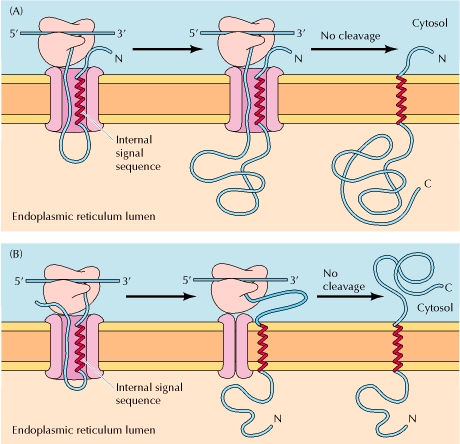 (A)
Cytosol
5′ 3′ 5′ 3′ No cleavage
N N N
Internal
signal
sequence
C
Endoplasmic reticulum lumen
(B)
5′ 3′ 5′ 3′ No
cleavage
C
Cytosol
Internal signal
sequence
N N
Endoplasmic reticulum lumen